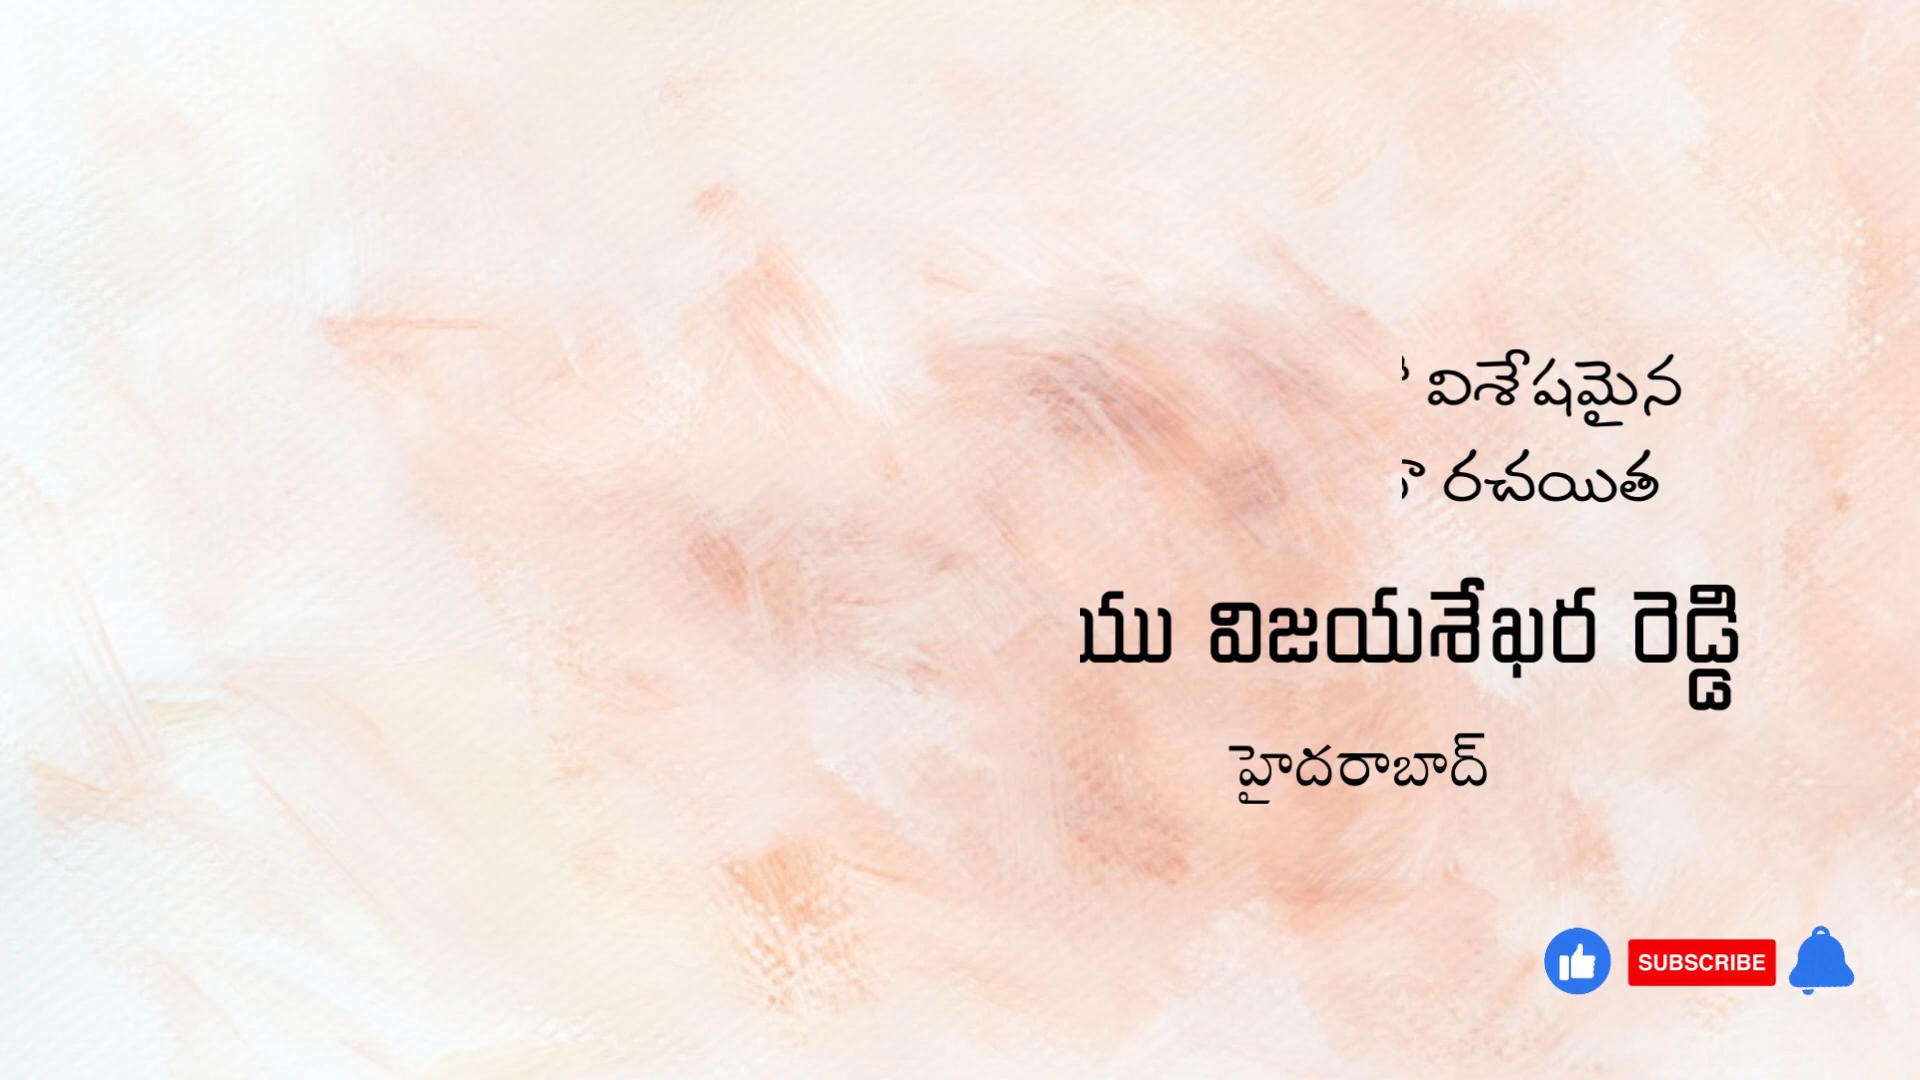 విశేషమైన
రచయిత
యు విజయశేఖర రెడ్డి
హైదరాబాద్
SUBSCRIBE